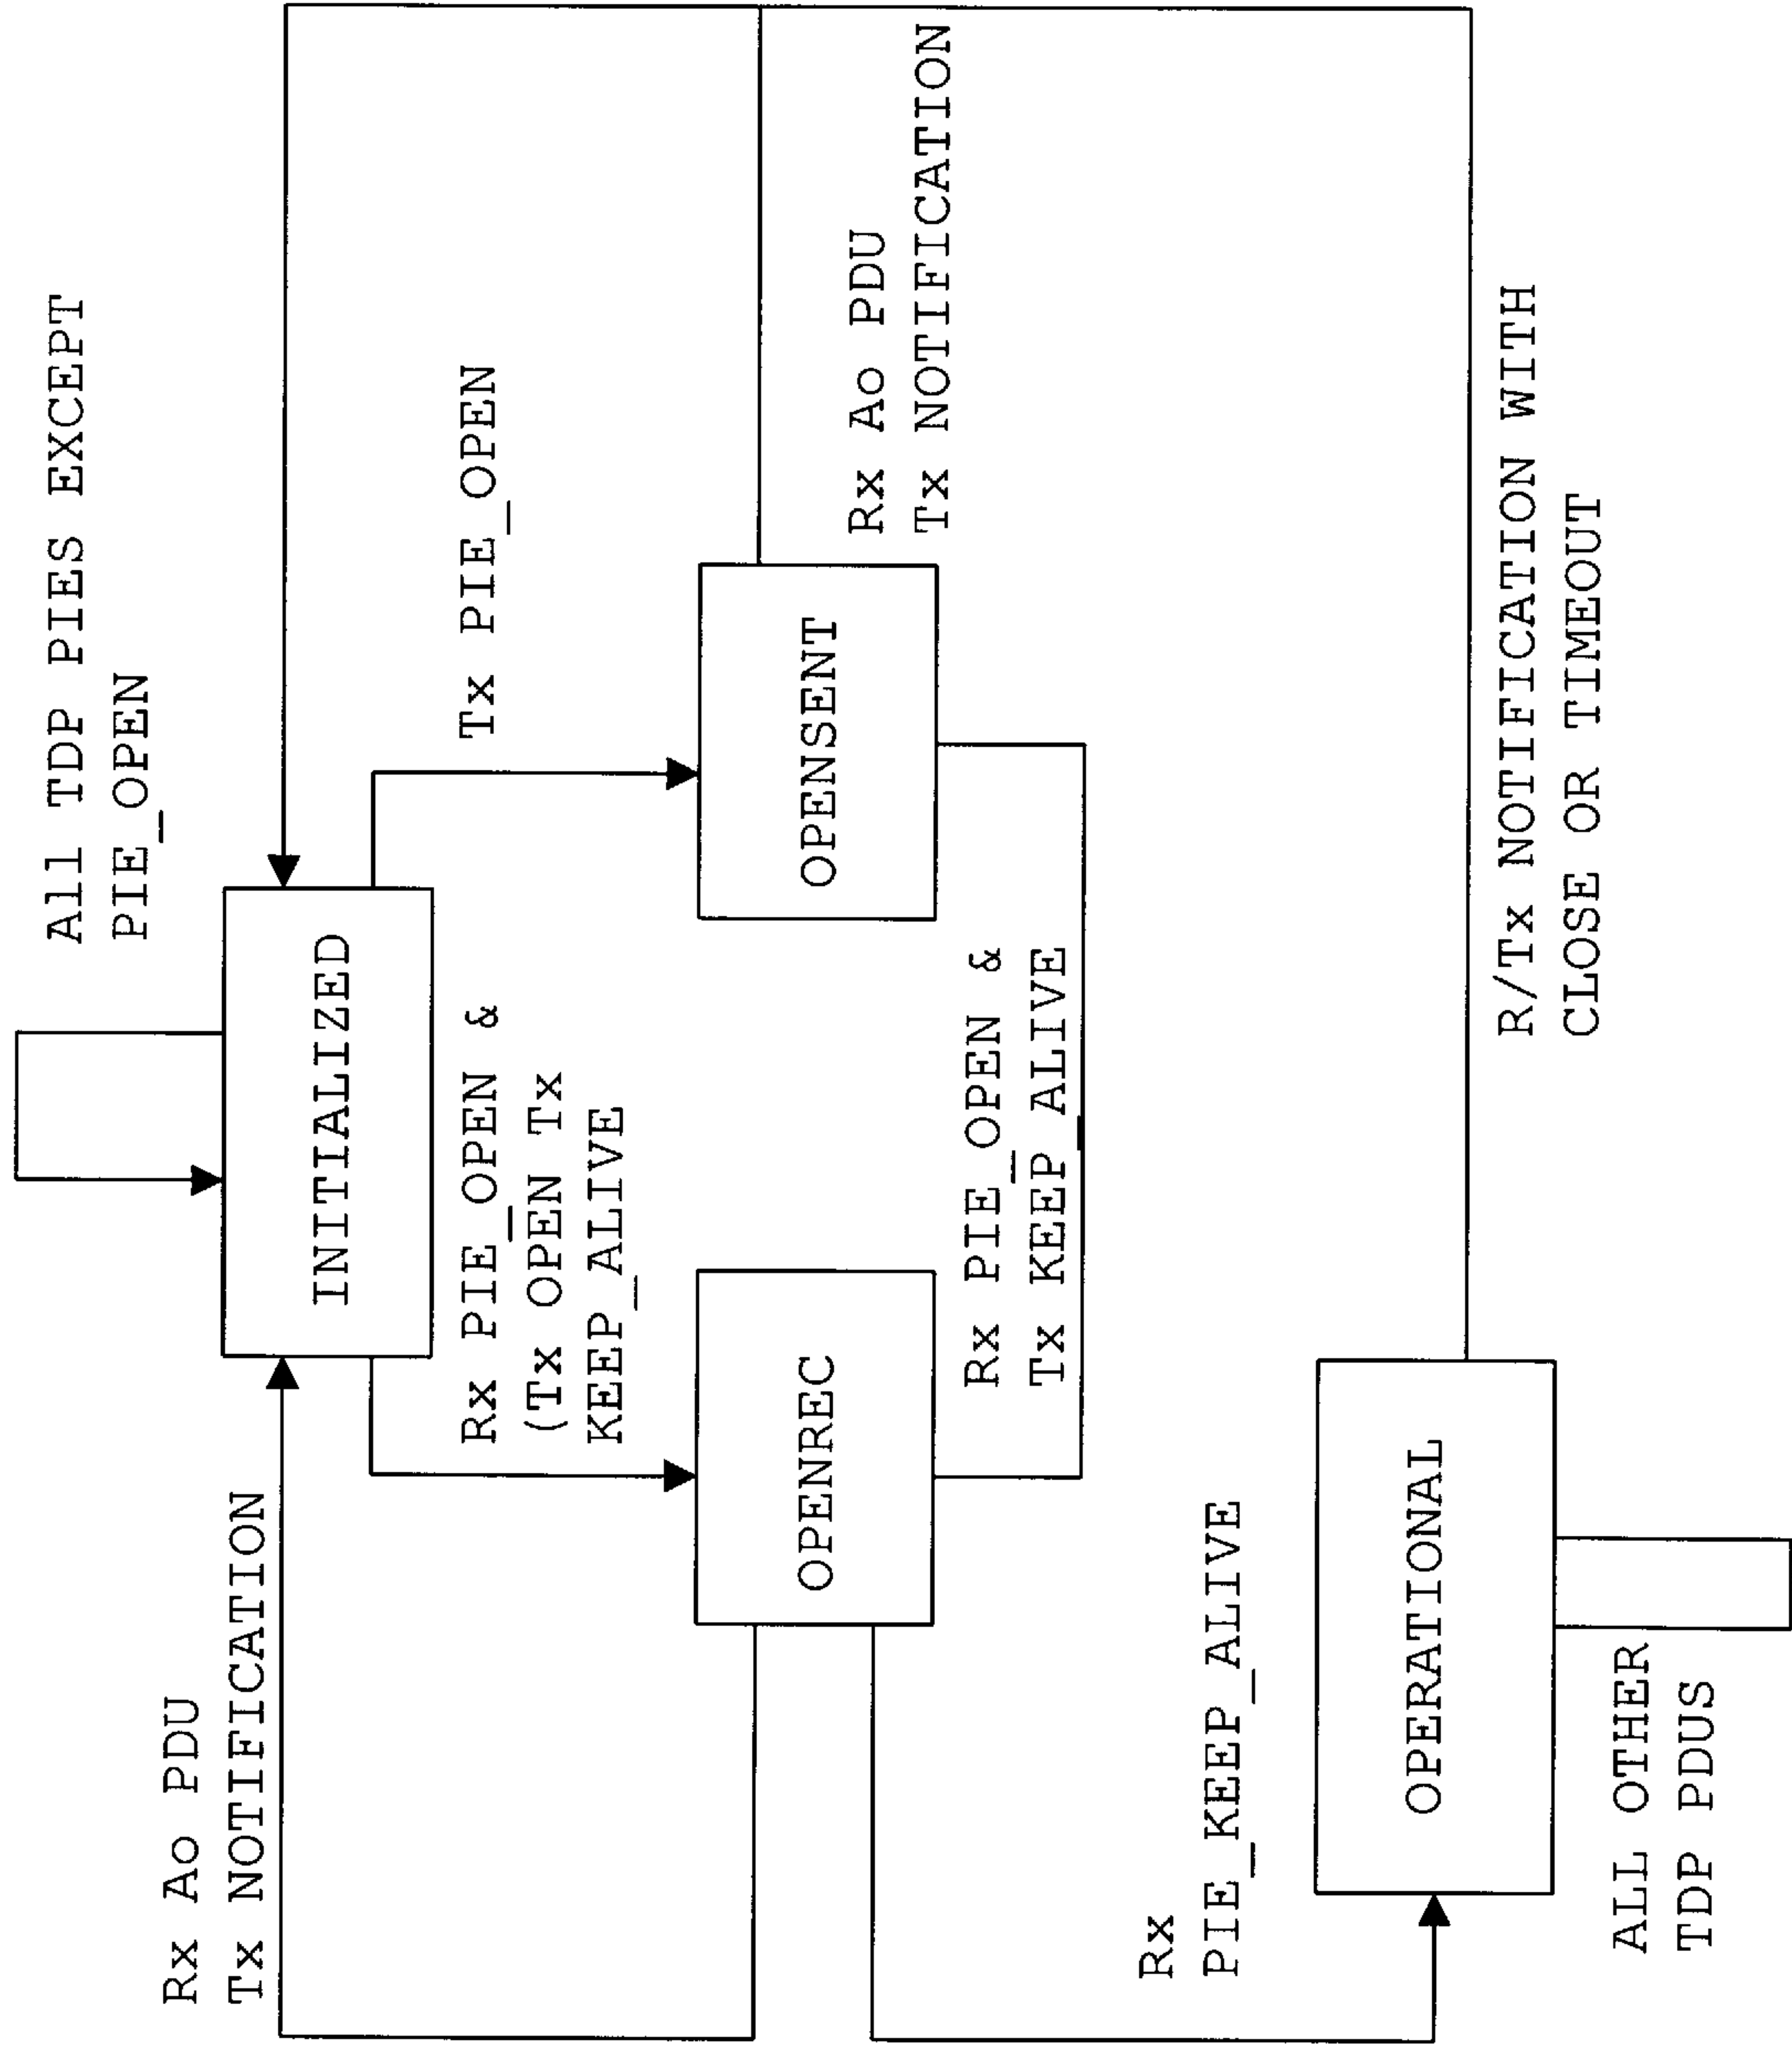 All TDP PIES EXCEPT
PIE_OPEN
Rx Ao PDU
Tx NOTIFICATION
INITIALIZED
Rx PIE_OPEN &
(Tx OPEN Tx
KEEP_ALIVE
Tx PIE_OPEN
OPENREC
OPENSENT
Rx Ao PDU
Tx NOTIFICATION
Rx PIE_OPEN &
Tx KEEP_ALIVE
Rx
PIE_KEEP_ALIVE
OPERATIONAL
R/Tx NOTIFICATION WITH
CLOSE OR TIMEOUT
ALL OTHER
TDP PDUS